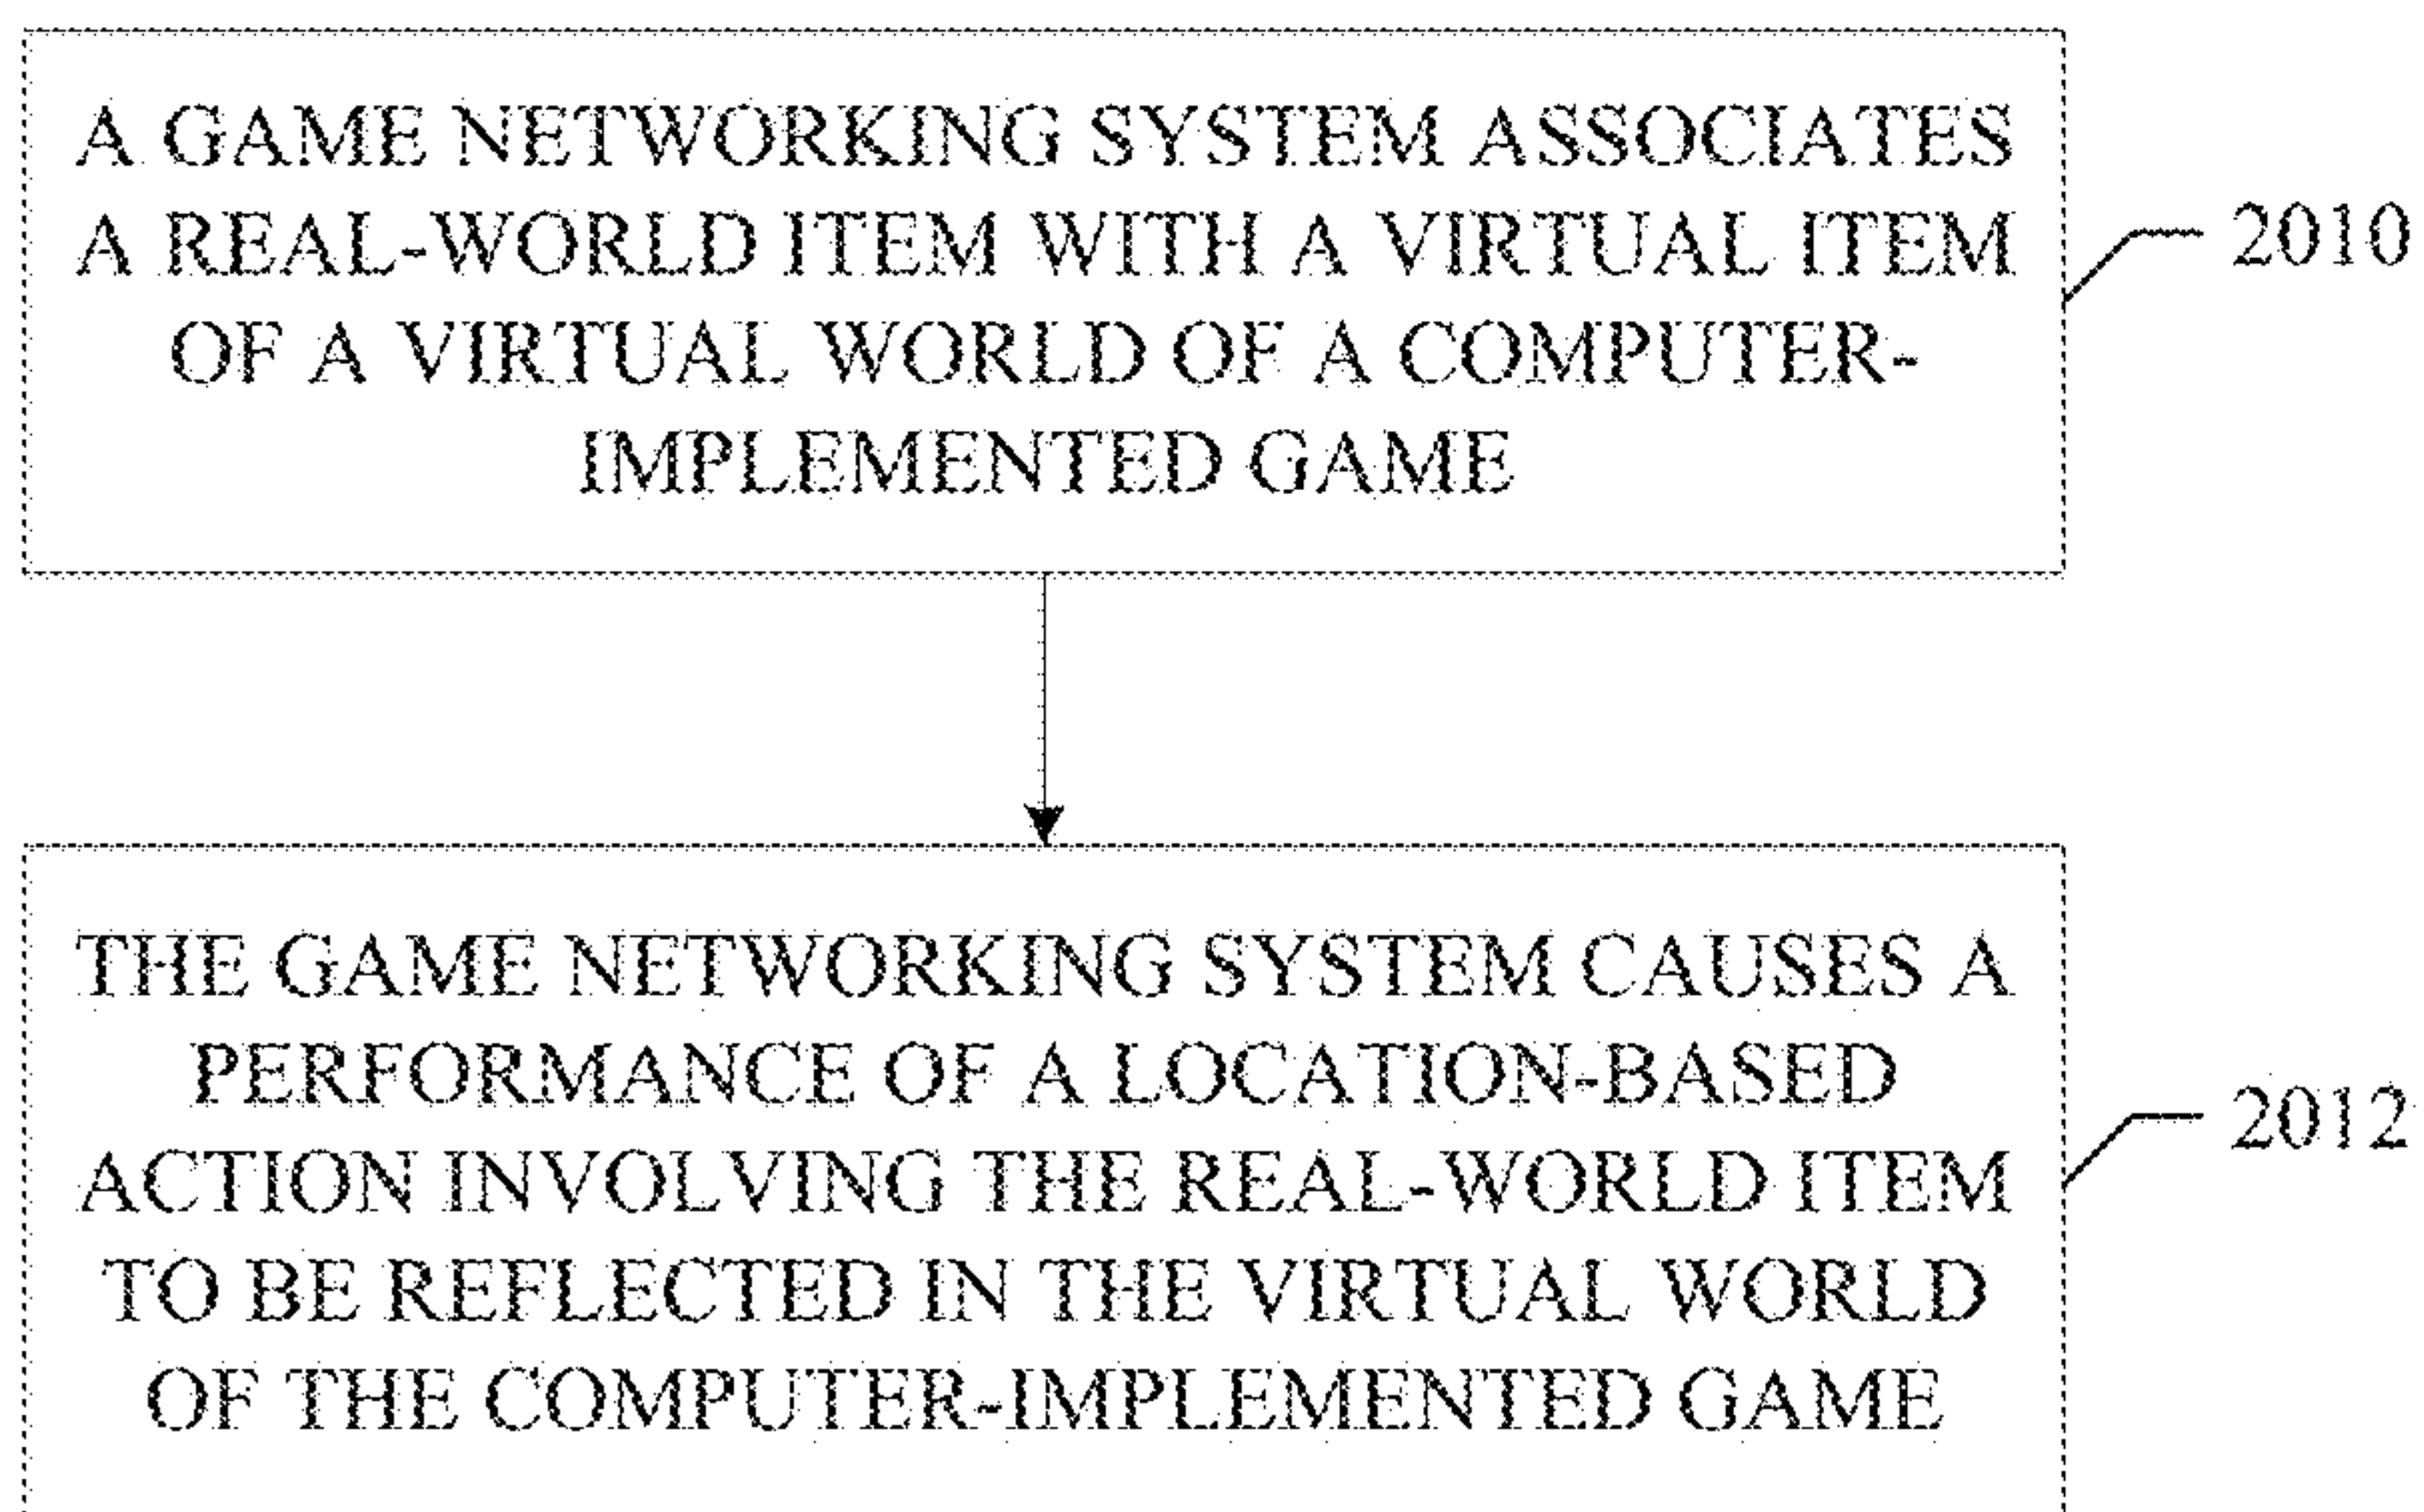 A GAME NETWORKING SYSTEM ASSOCIATES
A REAL-WORLD ITEM WITH A VIRTUAL ITEM
OF A VIRTUAL WORLD OF A COMPUTER-
IMPLEMENTED GAME
2010
THE GAME NETWORKING SYSTEM CAUSES A
PERFORMANCE OF A LOCATION-BASED
ACTION INVOLVING THE REAL-WORLD ITEM
TO BE REFLECTED IN THE VIRTUAL WORLD
OF THE COMPUTER-IMPLEMENTED GAME
2012